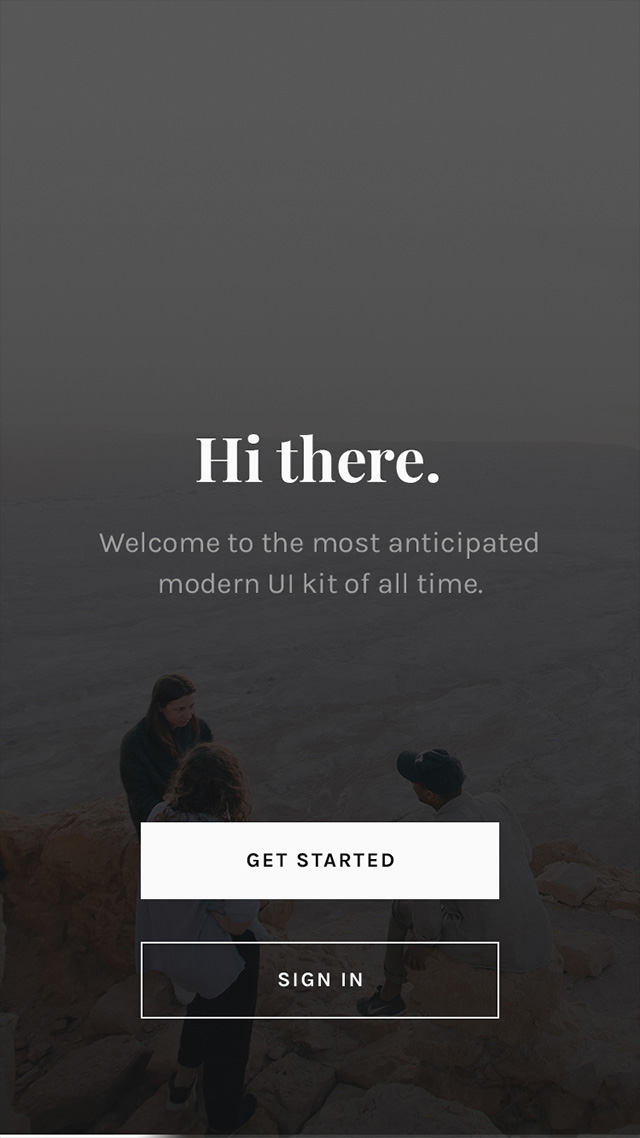 Hi there.
Welcome to the most anticipated
modern UI kit of all time.
GET STARTED
SIGN IN